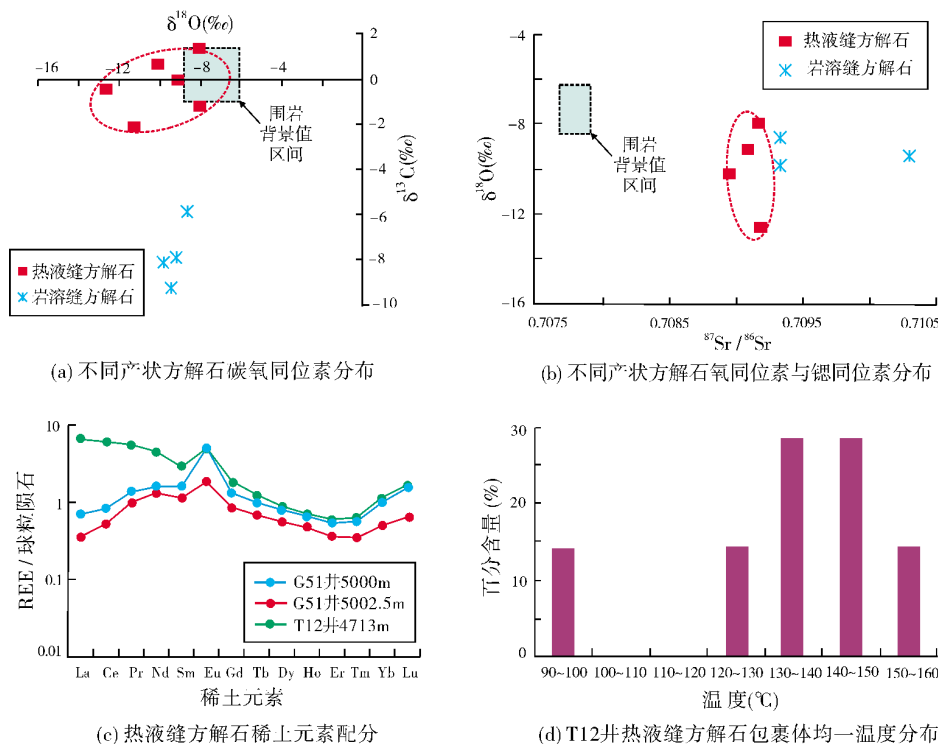 δ18O(‰)
-16
-12
-8
-4
2
0
-2
-4
-6
-8
-10
δ13C(‰)
围岩
背景值
区间
热液缝方解石
岩溶缝方解石
(a) 不同产状方解石碳氧同位素分布
-4
-8
-12
-16
δ18O(‰)
热液缝方解石
岩溶缝方解石
围岩
背景值
区间
0.7075
0.7085
0.7095
0.7105
87Sr/86Sr
(b) 不同产状方解石氧同位素与锶同位素分布
10
1
0.1
0.01
REE/球粒陨石
G51井5000m
G51井5002.5m
T12井4713m
La Ce Pr Nd Sm Eu Gd Tb Dy Ho Er Tm Yb Lu
稀土元素
(c) 热液缝方解石稀土元素配分
30
20
10
0
百分含量(%)
90~100 100~110 110~120 120~130 130~140 140~150 150~160
温度(℃)
(d) T12井热液缝方解石包裹体均一温度分布